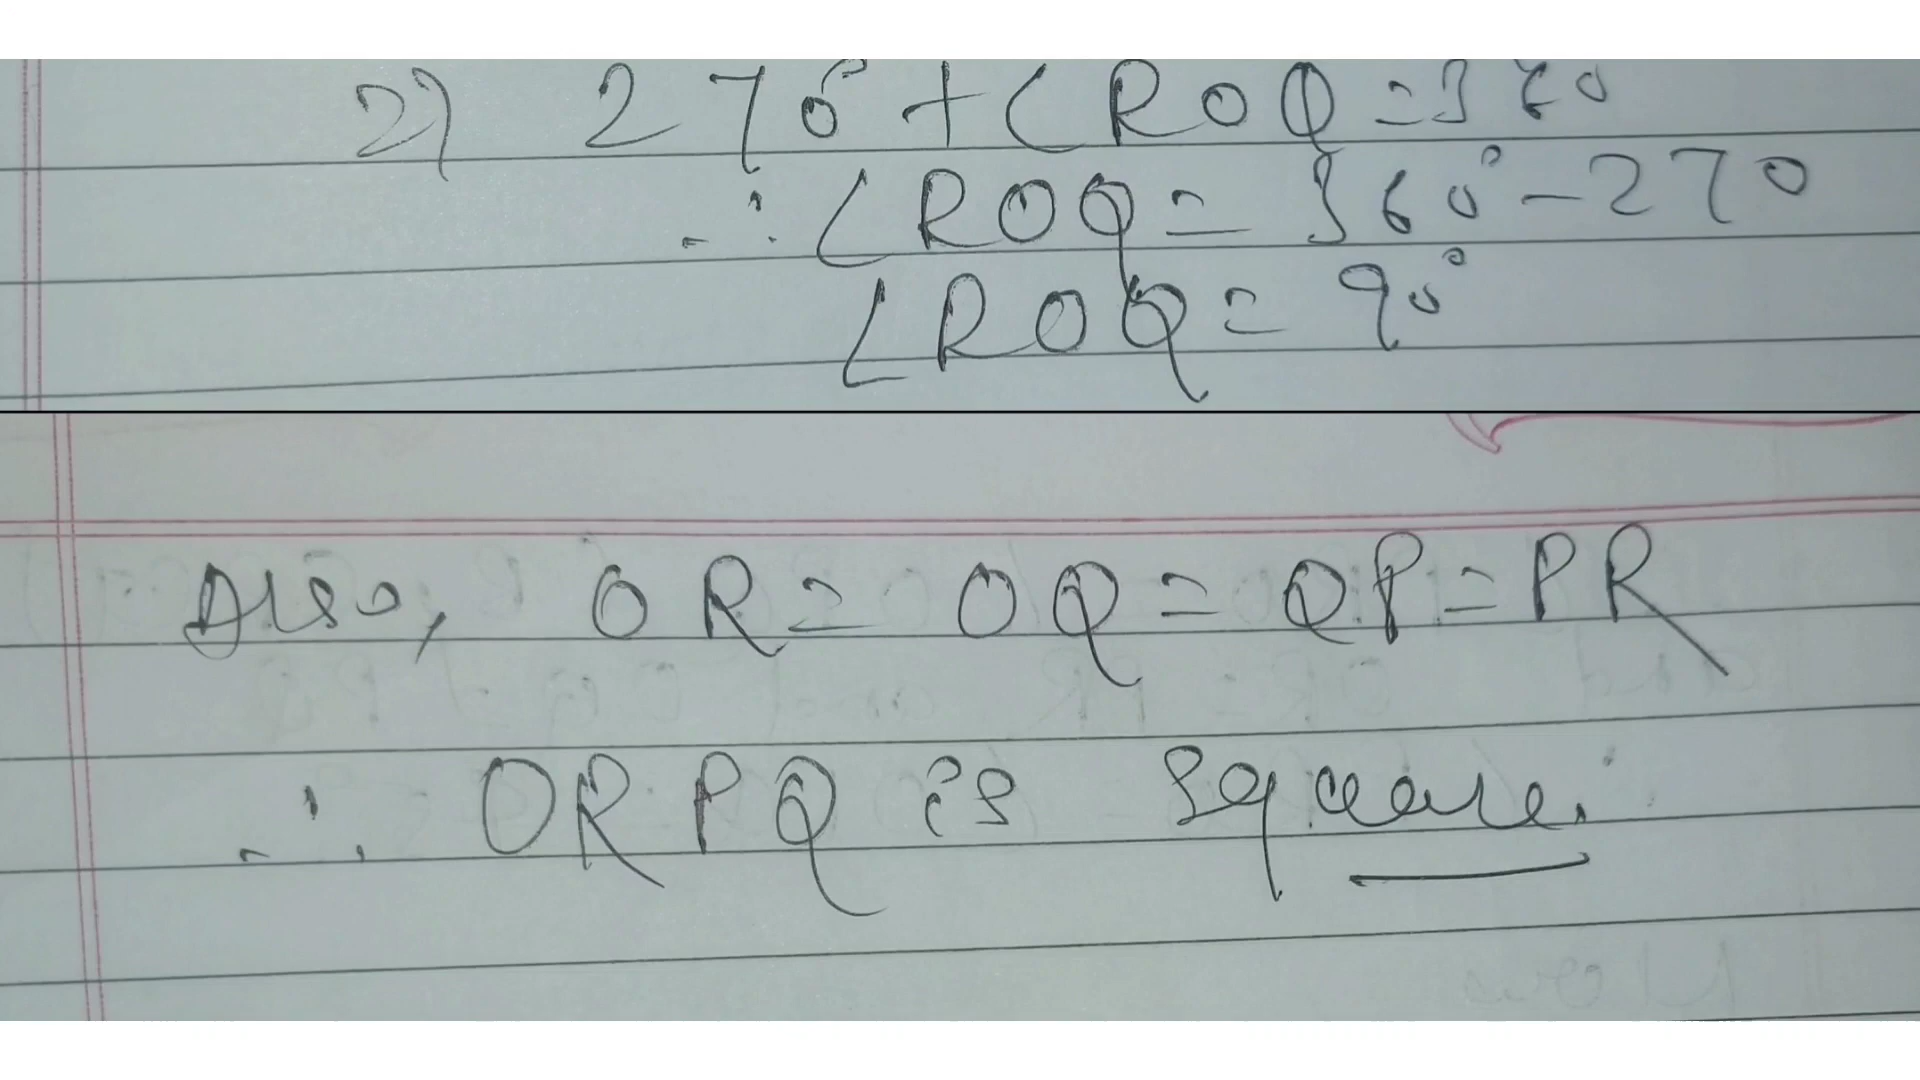 2) 270° + ∠ROQ = 360
∴ ∠ROQ = 360° - 270
∠ROQ = 90°
Also, OR = OQ = QP = PR
∴ ORPQ is square.